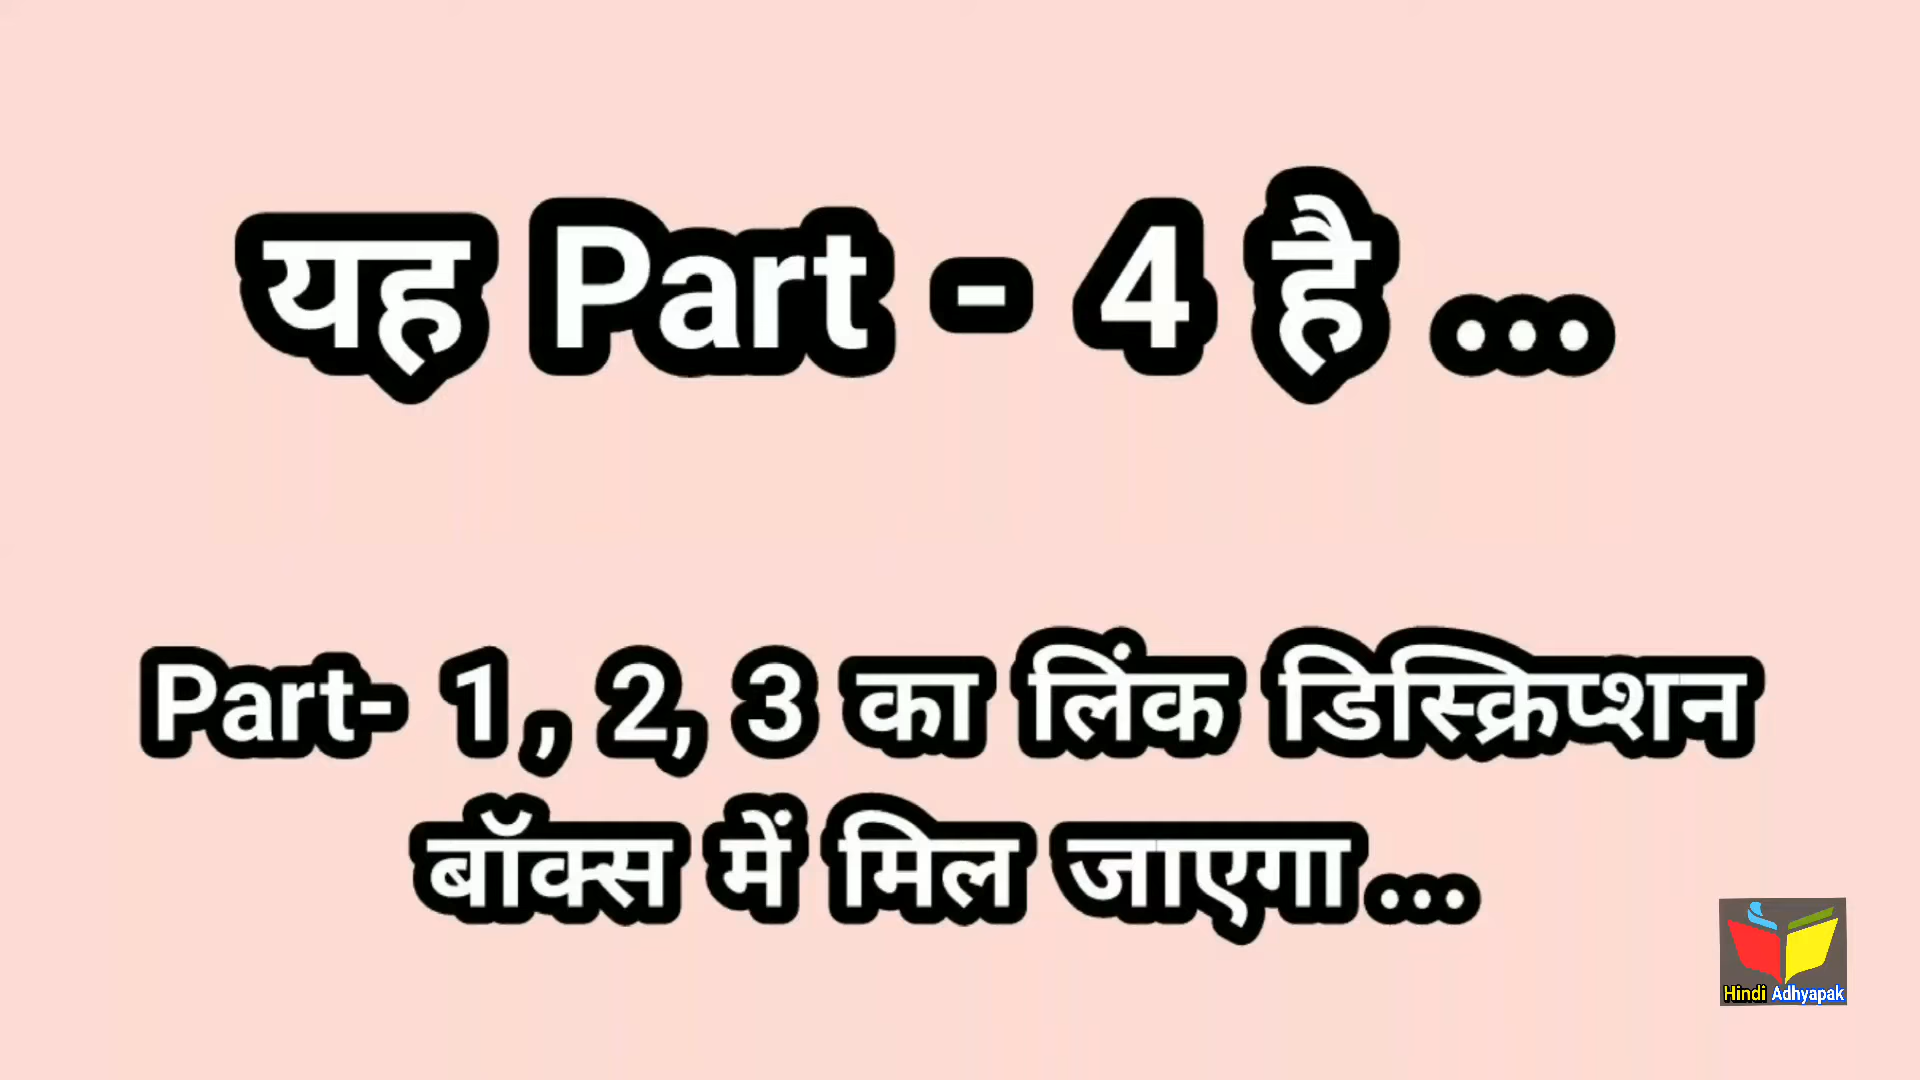 यह Part - 4 है ...
Part- 1 , 2, 3 का लिंक डिस्क्रिप्शन
बॉक्स में मिल जाएगा...
Hindi Adhyapak